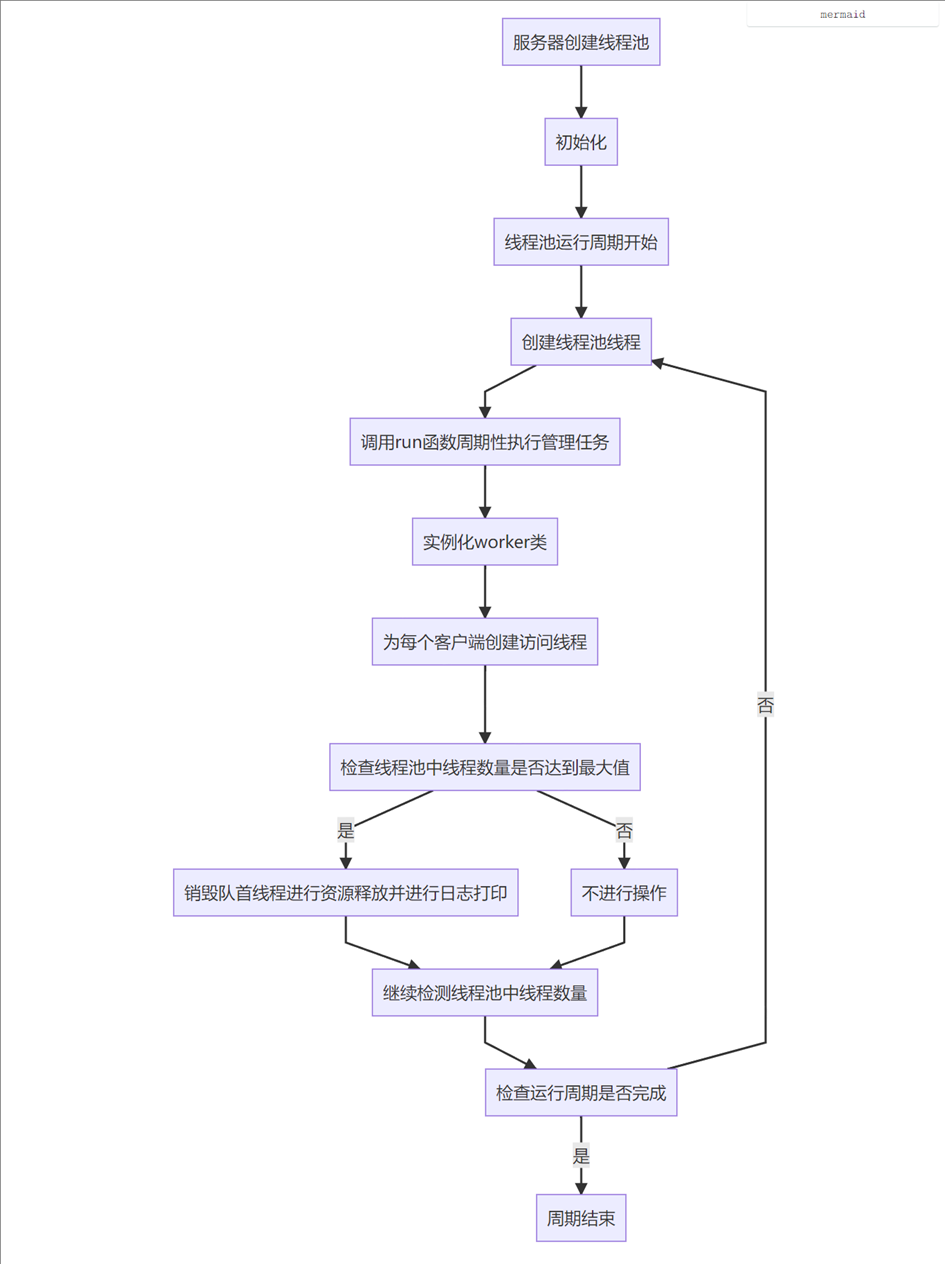 mermaid
服务器创建线程池
初始化
线程池运行周期开始
创建线程池线程
调用run函数周期性执行管理任务
实例化worker类
为每个客户端创建访问线程
否
检查线程池中线程数量是否达到最大值
是
否
销毁队首线程进行资源释放并进行日志打印
不进行操作
继续检测线程池中线程数量
检查运行周期是否完成
是
周期结束